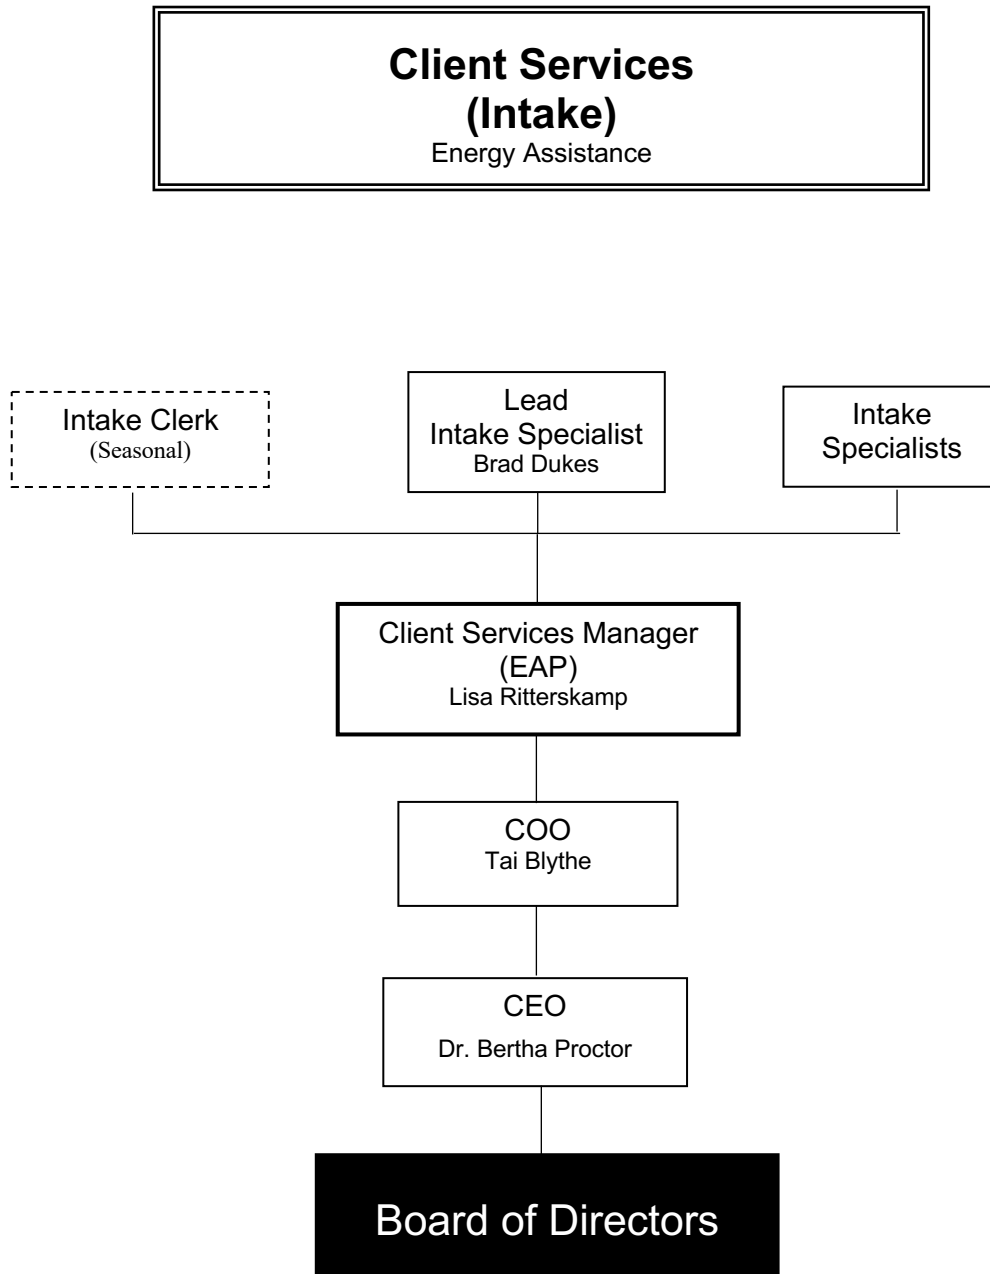 Client Services
(Intake)
Energy Assistance
Intake Clerk
(Seasonal)
Lead
Intake Specialist
Brad Dukes
Intake
Specialists
Client Services Manager
(EAP)
Lisa Ritterskamp
COO
Tai Blythe
CEO
Dr. Bertha Proctor
Board of Directors